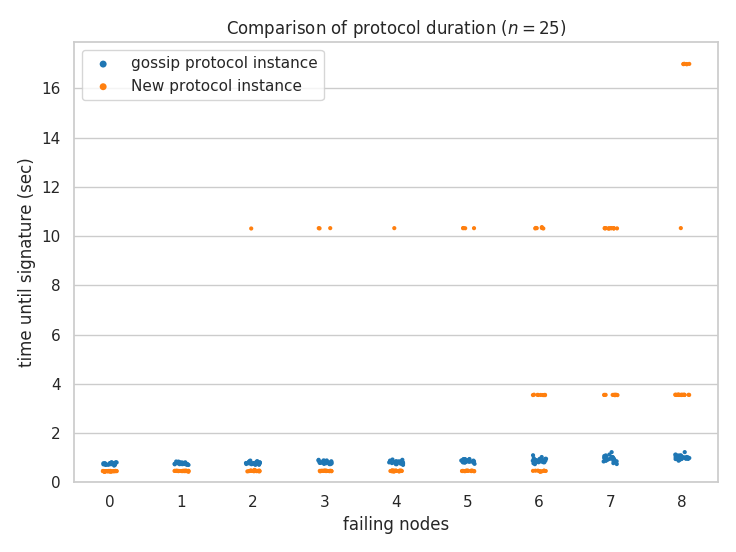 Comparison of protocol duration (n = 25)
gossip protocol instance
New protocol instance
time until signature (sec)
16
14
12
10
8
6
4
2
0
0 1 2 3 4 5 6 7 8
failing nodes